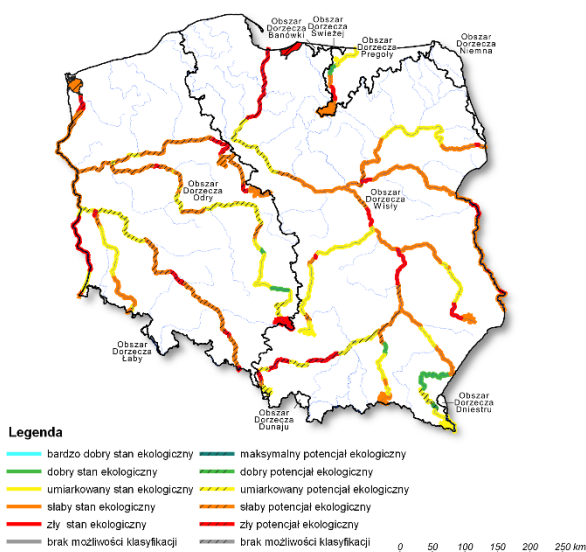 Obszar
Dorzecza
Banówki
Obszar
Dorzecza
Świeżej
Obszar
Dorzecza
Pregoły
Obszar
Dorzecza
Niemna
Obszar
Dorzecza
Odry
Obszar
Dorzecza
Wisły
Obszar
Dorzecza
Łaby
Obszar
Dorzecza
Dunaju
Obszar
Dorzecza
Dniestru
Legenda
bardzo dobry stan ekologiczny
dobry stan ekologiczny
umiarkowany stan ekologiczny
słaby stan ekologiczny
zły stan ekologiczny
brak możliwości klasyfikacji
maksymalny potencjał ekologiczny
dobry potencjał ekologiczny
umiarkowany potencjał ekologiczny
słaby potencjał ekologiczny
zły potencjał ekologiczny
brak możliwości klasyfikacji
0 50 100 150 200 250 km